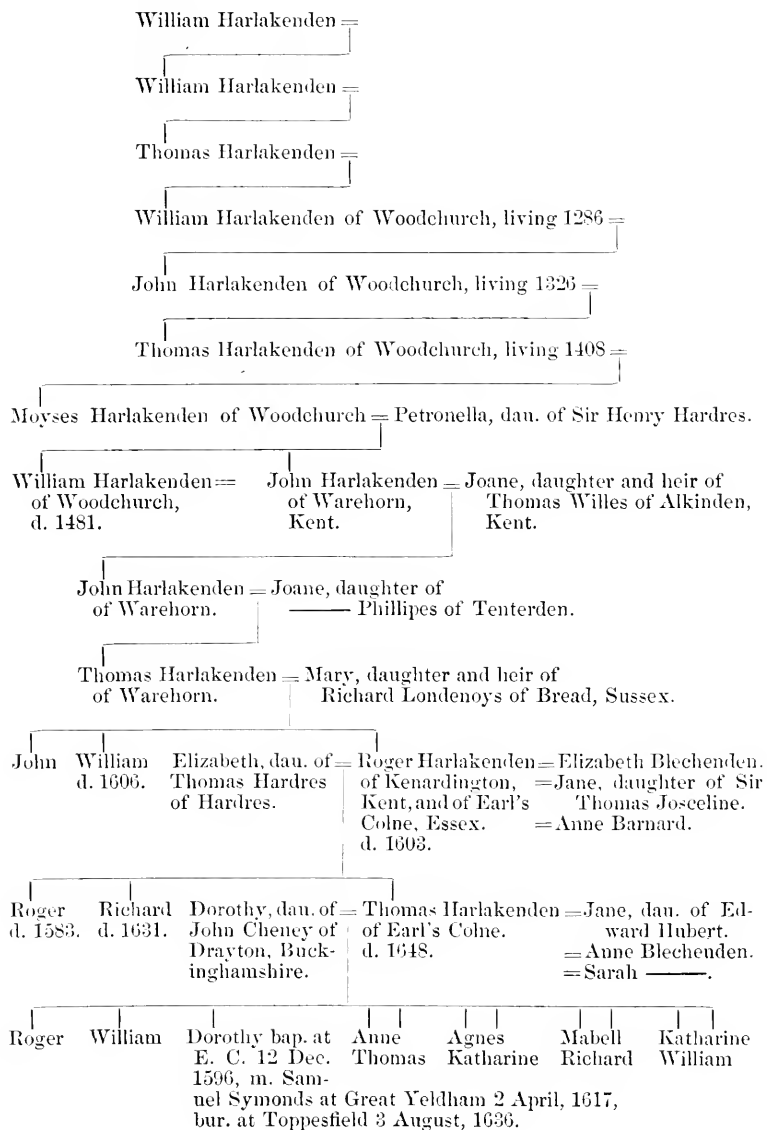 William Harlakenden =
William Harlakenden =
Thomas Harlakenden =
William Harlakenden of Woodchurch, living 1286 =
John Harlakenden of Woodchurch, living 1326 =
Thomas Harlakenden of Woodchurch, living 1408 =
Moyses Harlakenden of Woodchurch = Petronella, dau. of Sir Henry Hardres.
William Harlakenden =
of Woodchurch,
d. 1481.
John Harlakenden = Joane, daughter and heir of
of Warehorn, Thomas Willes of Alkinden,
Kent. Kent.
John Harlakenden = Joane, daughter of
of Warehorn. —— Phillipes of Tenterden.
Thomas Harlakenden = Mary, daughter and heir of
of Warehorn. Richard Londenoys of Bread, Sussex.
John William Elizabeth, dau. of = Roger Harlakenden = Elizabeth Blechenden.
d. 1606. Thomas Hardres of Kenardington, = Jane, daughter of Sir
of Hardres. Kent, and of Earl's Thomas Josceline.
Colne, Essex. = Anne Barnard.
d. 1603.
Roger Richard Dorothy, dau. of = Thomas Harlakenden = Jane, dau. of Ed-
d. 1583. d. 1631. John Cheney of of Earl's Colne. ward Hubert.
Drayton, Buck- d. 1648. = Anne Blechenden.
inghamshire. = Sarah ——.
Roger William Dorothy bap. at Anne Agnes Mabell Katharine
E. C. 12 Dec. Thomas Katharine Richard William
1596, m. Sam-
uel Symonds at Great Yeldham 2 April, 1617,
bur. at Toppesfield 3 August, 1636.